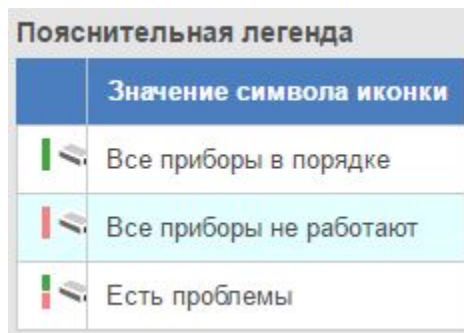 Пояснительная легенда
Значение символа иконки
Все приборы в порядке
Все приборы не работают
Есть проблемы